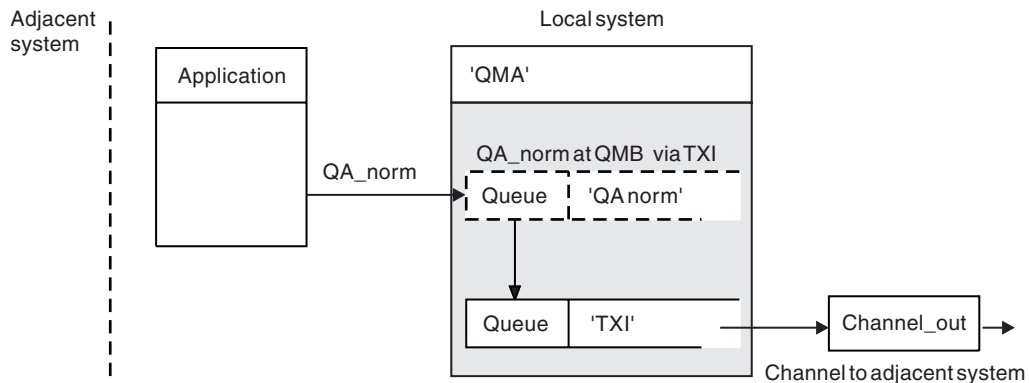 Adjacent
system
Local system
Application
'QMA'
QA_norm at QMB via TXI
QA_norm
Queue
'QA norm'
Queue
'TXI'
Channel_out
Channel to adjacent system